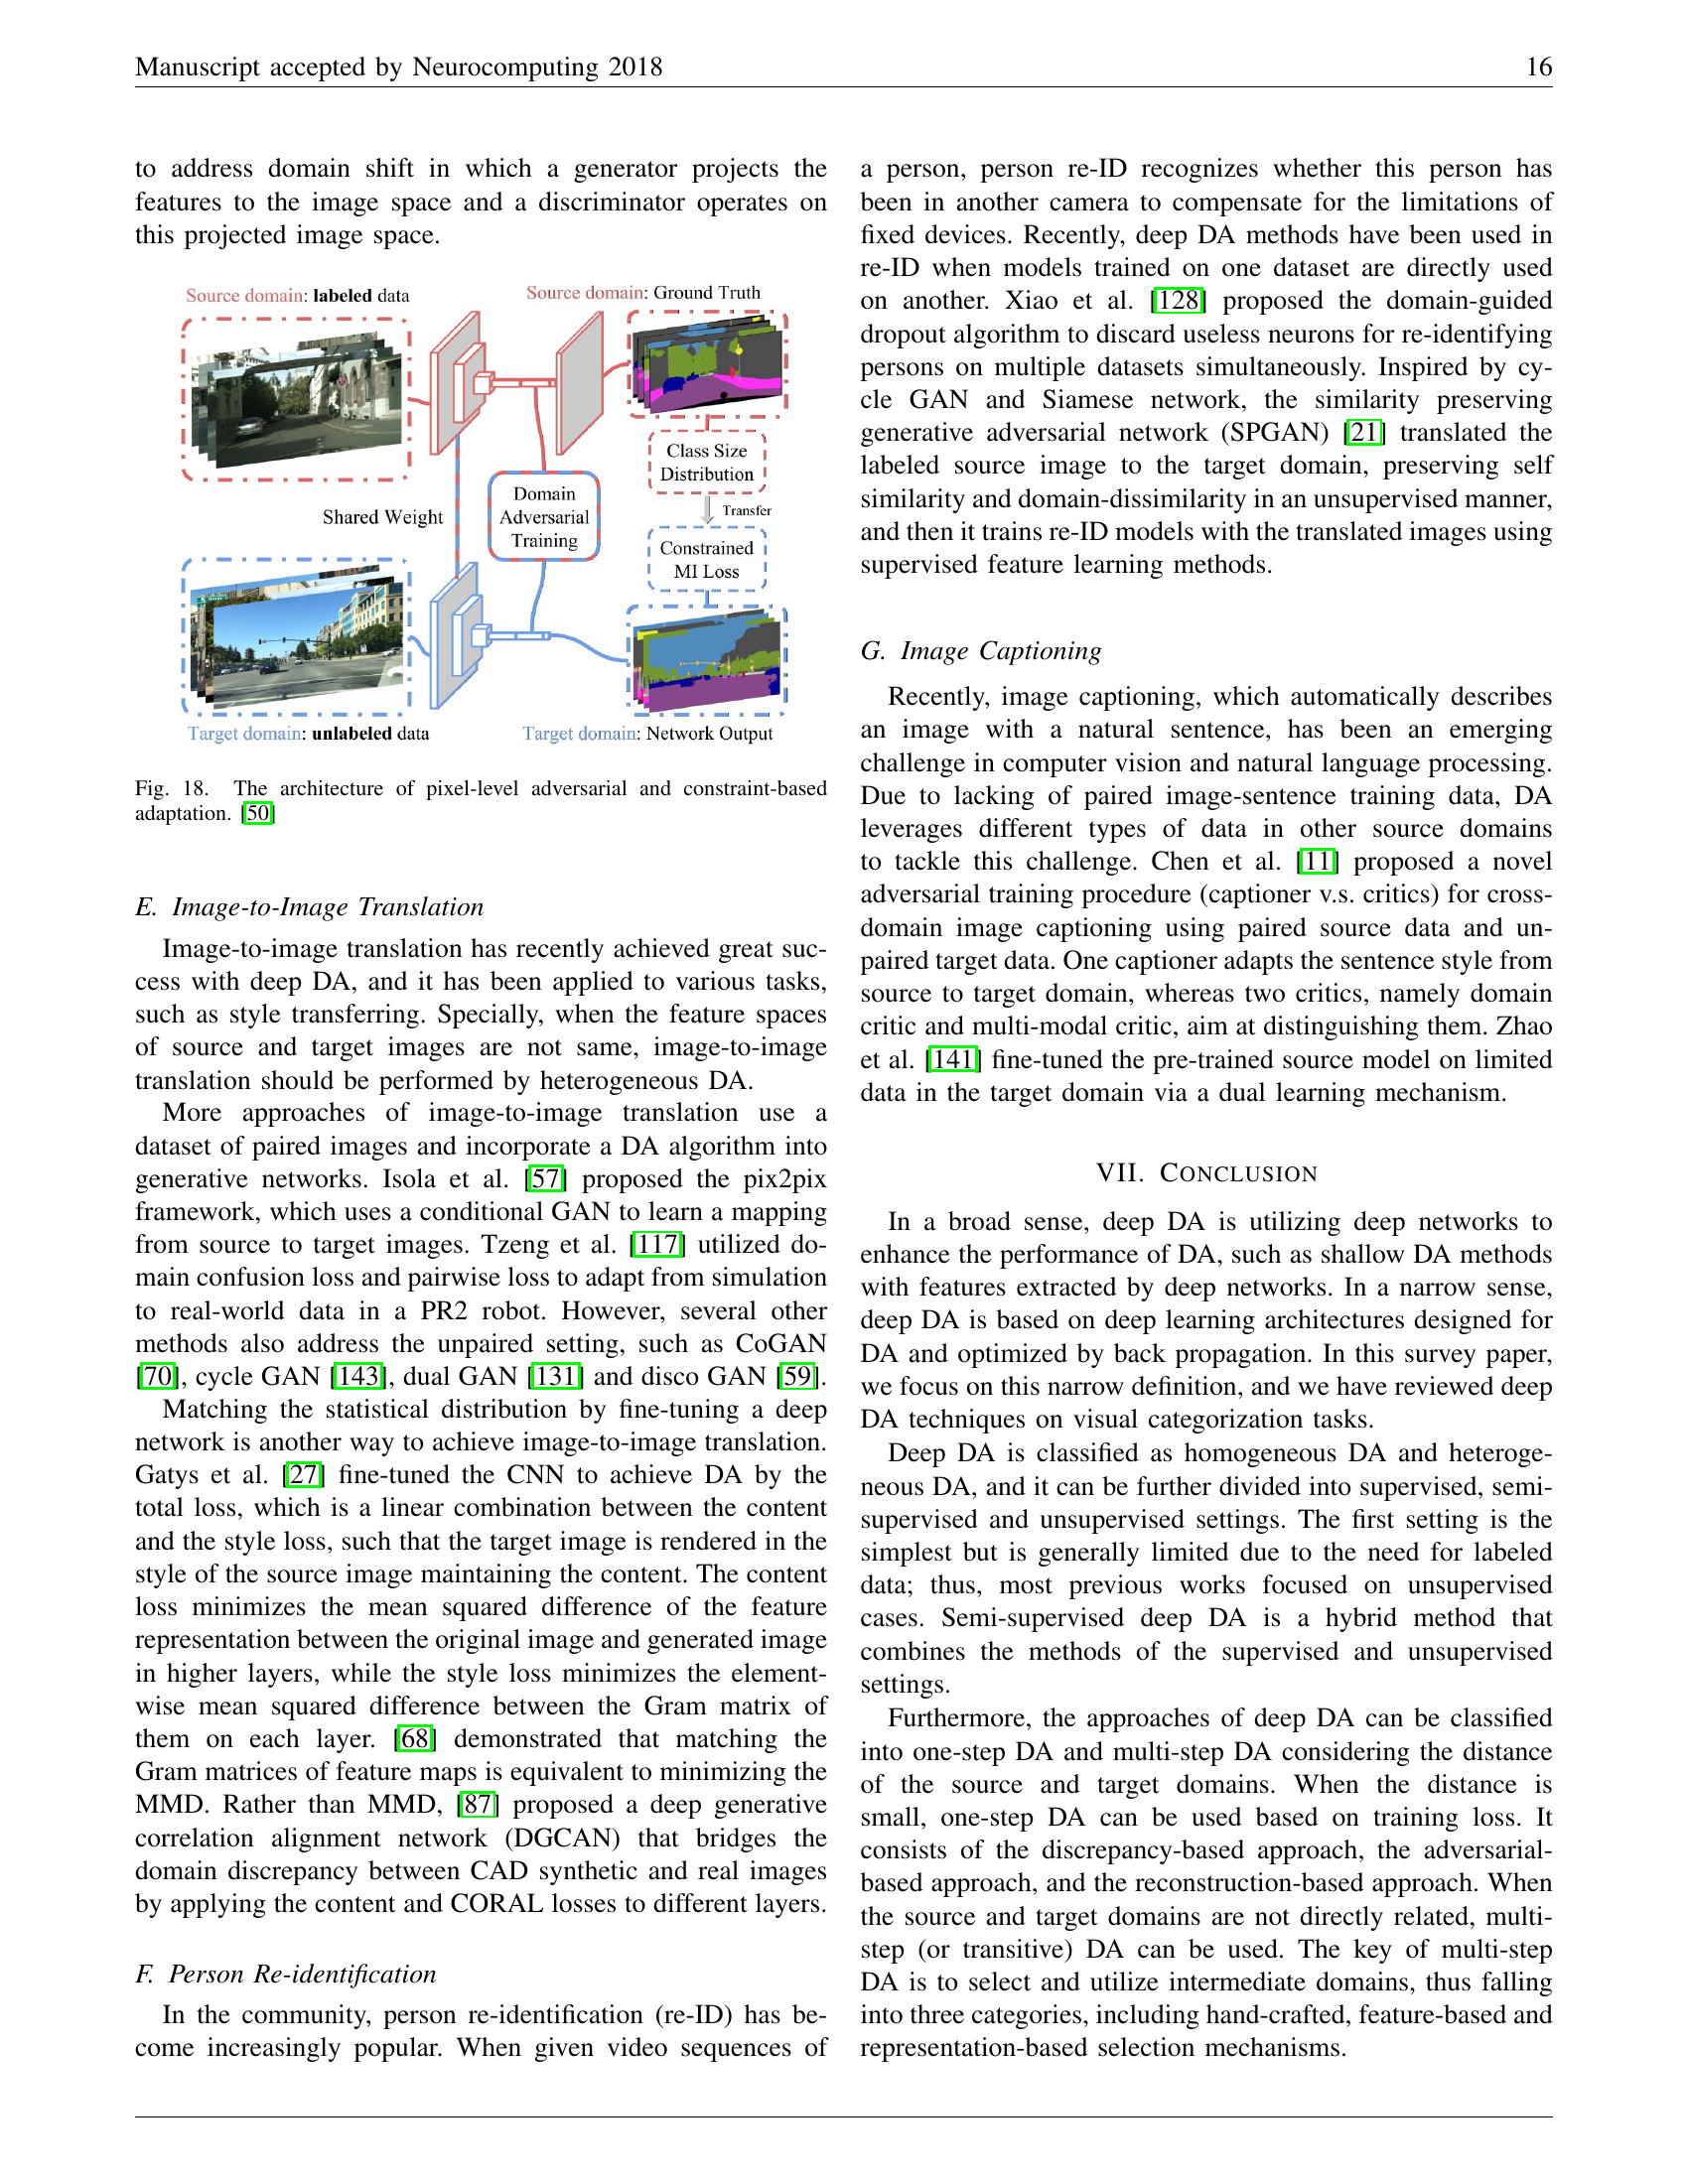 Manuscript accepted by Neurocomputing 2018
16
to address domain shift in which a generator projects the
features to the image space and a discriminator operates on
this projected image space.
Source domain: labeled data
Source domain: Ground Truth
Class Size
Distribution
Transfer
Domain
Adversarial
Training
Shared Weight
Constrained
MI Loss
Target domain: unlabeled data
Target domain: Network Output
Fig. 18. The architecture of pixel-level adversarial and constraint-based
adaptation. [50]
E. Image-to-Image Translation
Image-to-image translation has recently achieved great suc-
cess with deep DA, and it has been applied to various tasks,
such as style transferring. Specially, when the feature spaces
of source and target images are not same, image-to-image
translation should be performed by heterogeneous DA.
More approaches of image-to-image translation use a
dataset of paired images and incorporate a DA algorithm into
generative networks. Isola et al. [57] proposed the pix2pix
framework, which uses a conditional GAN to learn a mapping
from source to target images. Tzeng et al. [117] utilized do-
main confusion loss and pairwise loss to adapt from simulation
to real-world data in a PR2 robot. However, several other
methods also address the unpaired setting, such as CoGAN
[70], cycle GAN [143], dual GAN [131] and disco GAN [59].
Matching the statistical distribution by fine-tuning a deep
network is another way to achieve image-to-image translation.
Gatys et al. [27] fine-tuned the CNN to achieve DA by the
total loss, which is a linear combination between the content
and the style loss, such that the target image is rendered in the
style of the source image maintaining the content. The content
loss minimizes the mean squared difference of the feature
representation between the original image and generated image
in higher layers, while the style loss minimizes the element-
wise mean squared difference between the Gram matrix of
them on each layer. [68] demonstrated that matching the
Gram matrices of feature maps is equivalent to minimizing the
MMD. Rather than MMD, [87] proposed a deep generative
correlation alignment network (DGCAN) that bridges the
domain discrepancy between CAD synthetic and real images
by applying the content and CORAL losses to different layers.
F. Person Re-identification
In the community, person re-identification (re-ID) has be-
come increasingly popular. When given video sequences of
a person, person re-ID recognizes whether this person has
been in another camera to compensate for the limitations of
fixed devices. Recently, deep DA methods have been used in
re-ID when models trained on one dataset are directly used
on another. Xiao et al. [128] proposed the domain-guided
dropout algorithm to discard useless neurons for re-identifying
persons on multiple datasets simultaneously. Inspired by cy-
cle GAN and Siamese network, the similarity preserving
generative adversarial network (SPGAN) [21] translated the
labeled source image to the target domain, preserving self
similarity and domain-dissimilarity in an unsupervised manner,
and then it trains re-ID models with the translated images using
supervised feature learning methods.
G. Image Captioning
Recently, image captioning, which automatically describes
an image with a natural sentence, has been an emerging
challenge in computer vision and natural language processing.
Due to lacking of paired image-sentence training data, DA
leverages different types of data in other source domains
to tackle this challenge. Chen et al. [11] proposed a novel
adversarial training procedure (captioner v.s. critics) for cross-
domain image captioning using paired source data and un-
paired target data. One captioner adapts the sentence style from
source to target domain, whereas two critics, namely domain
critic and multi-modal critic, aim at distinguishing them. Zhao
et al. [141] fine-tuned the pre-trained source model on limited
data in the target domain via a dual learning mechanism.
VII. CONCLUSION
In a broad sense, deep DA is utilizing deep networks to
enhance the performance of DA, such as shallow DA methods
with features extracted by deep networks. In a narrow sense,
deep DA is based on deep learning architectures designed for
DA and optimized by back propagation. In this survey paper,
we focus on this narrow definition, and we have reviewed deep
DA techniques on visual categorization tasks.
Deep DA is classified as homogeneous DA and heteroge-
neous DA, and it can be further divided into supervised, semi-
supervised and unsupervised settings. The first setting is the
simplest but is generally limited due to the need for labeled
data; thus, most previous works focused on unsupervised
cases. Semi-supervised deep DA is a hybrid method that
combines the methods of the supervised and unsupervised
settings.
Furthermore, the approaches of deep DA can be classified
into one-step DA and multi-step DA considering the distance
of the source and target domains. When the distance is
small, one-step DA can be used based on training loss. It
consists of the discrepancy-based approach, the adversarial-
based approach, and the reconstruction-based approach. When
the source and target domains are not directly related, multi-
step (or transitive) DA can be used. The key of multi-step
DA is to select and utilize intermediate domains, thus falling
into three categories, including hand-crafted, feature-based and
representation-based selection mechanisms.